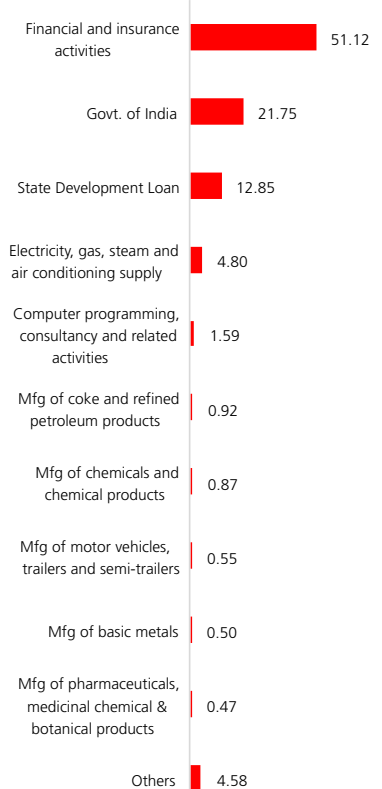 Financial and insurance
activities
51.12
Govt. of India
21.75
State Development Loan
12.85
Electricity, gas, steam and
air conditioning supply
4.80
Computer programming,
consultancy and related
activities
1.59
Mfg of coke and refined
petroleum products
0.92
Mfg of chemicals and
chemical products
0.87
Mfg of motor vehicles,
trailers and semi-trailers
0.55
Mfg of basic metals
0.50
Mfg of pharmaceuticals,
medicinal chemical &
botanical products
0.47
Others
4.58